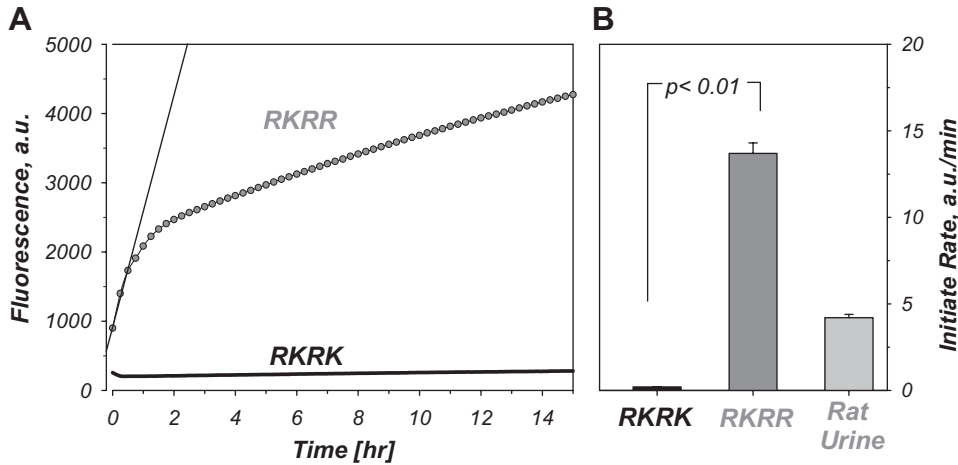 A
B
5000
4000
3000
2000
1000
0
Fluorescence, a.u.
RKRR
RKRK
0
2
4
6
8
10
12
14
Time [hr]
p< 0.01
20
15
10
5
0
Initiate Rate, a.u./min
RKRK
RKRR
Rat
Urine